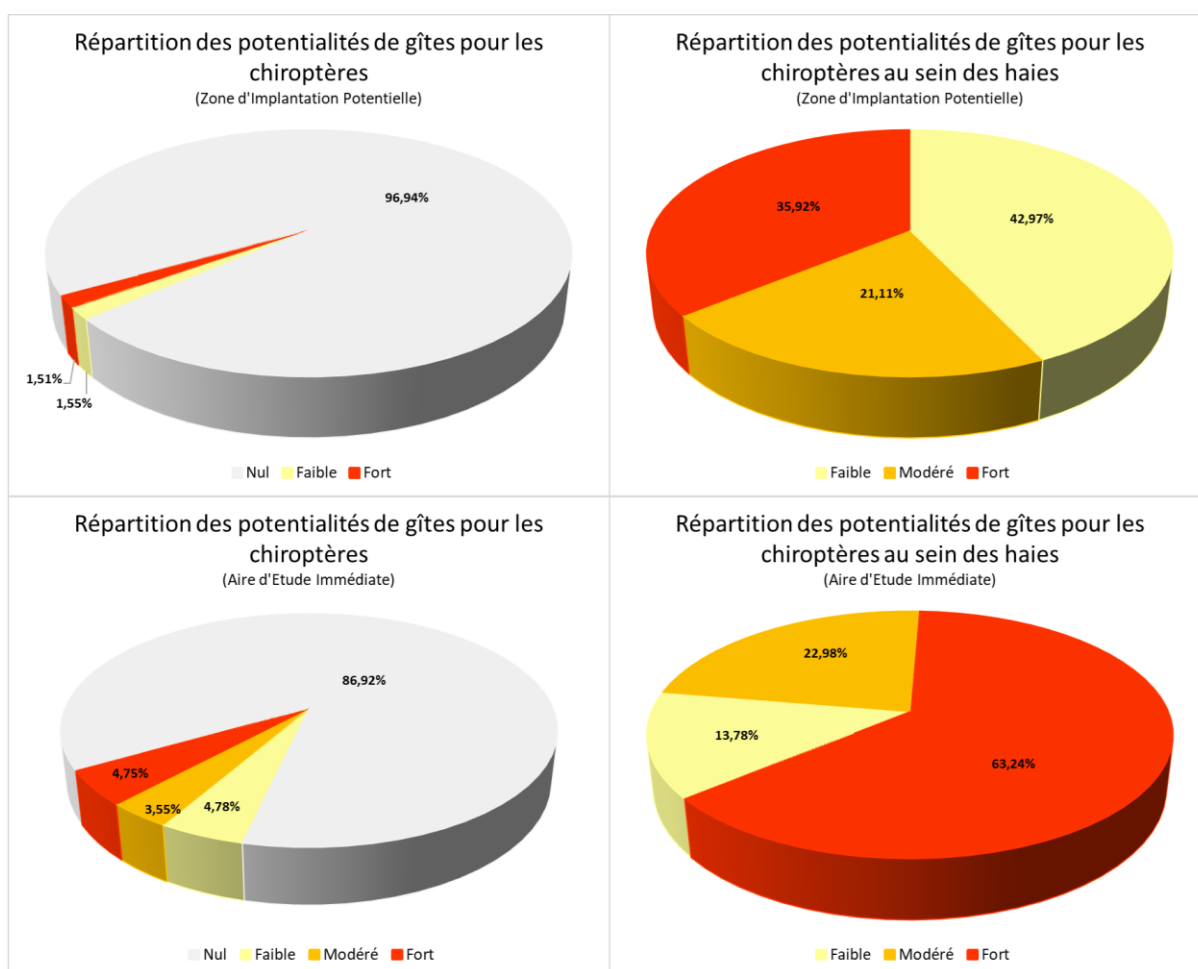 Répartition des potentialités de gîtes pour les
chiroptères
(Zone d'Implantation Potentielle)
96,94%
1,51%
1,55%
Nul Faible Fort
Répartition des potentialités de gîtes pour les
chiroptères au sein des haies
(Zone d'Implantation Potentielle)
35,92%
42,97%
21,11%
Faible Modéré Fort
Répartition des potentialités de gîtes pour les
chiroptères
(Aire d'Etude Immédiate)
86,92%
4,75%
3,55%
4,78%
Nul Faible Modéré Fort
Répartition des potentialités de gîtes pour les
chiroptères au sein des haies
(Aire d'Etude Immédiate)
22,98%
13,78%
63,24%
Faible Modéré Fort